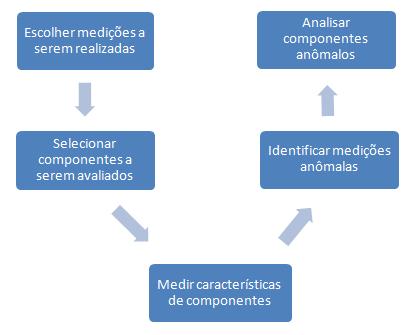 Escolher medições a
serem realizadas
Selecionar
componentes a
serem avaliados
Medir características
de componentes
Identificar medições
anômalas
Analisar
componentes
anômalos